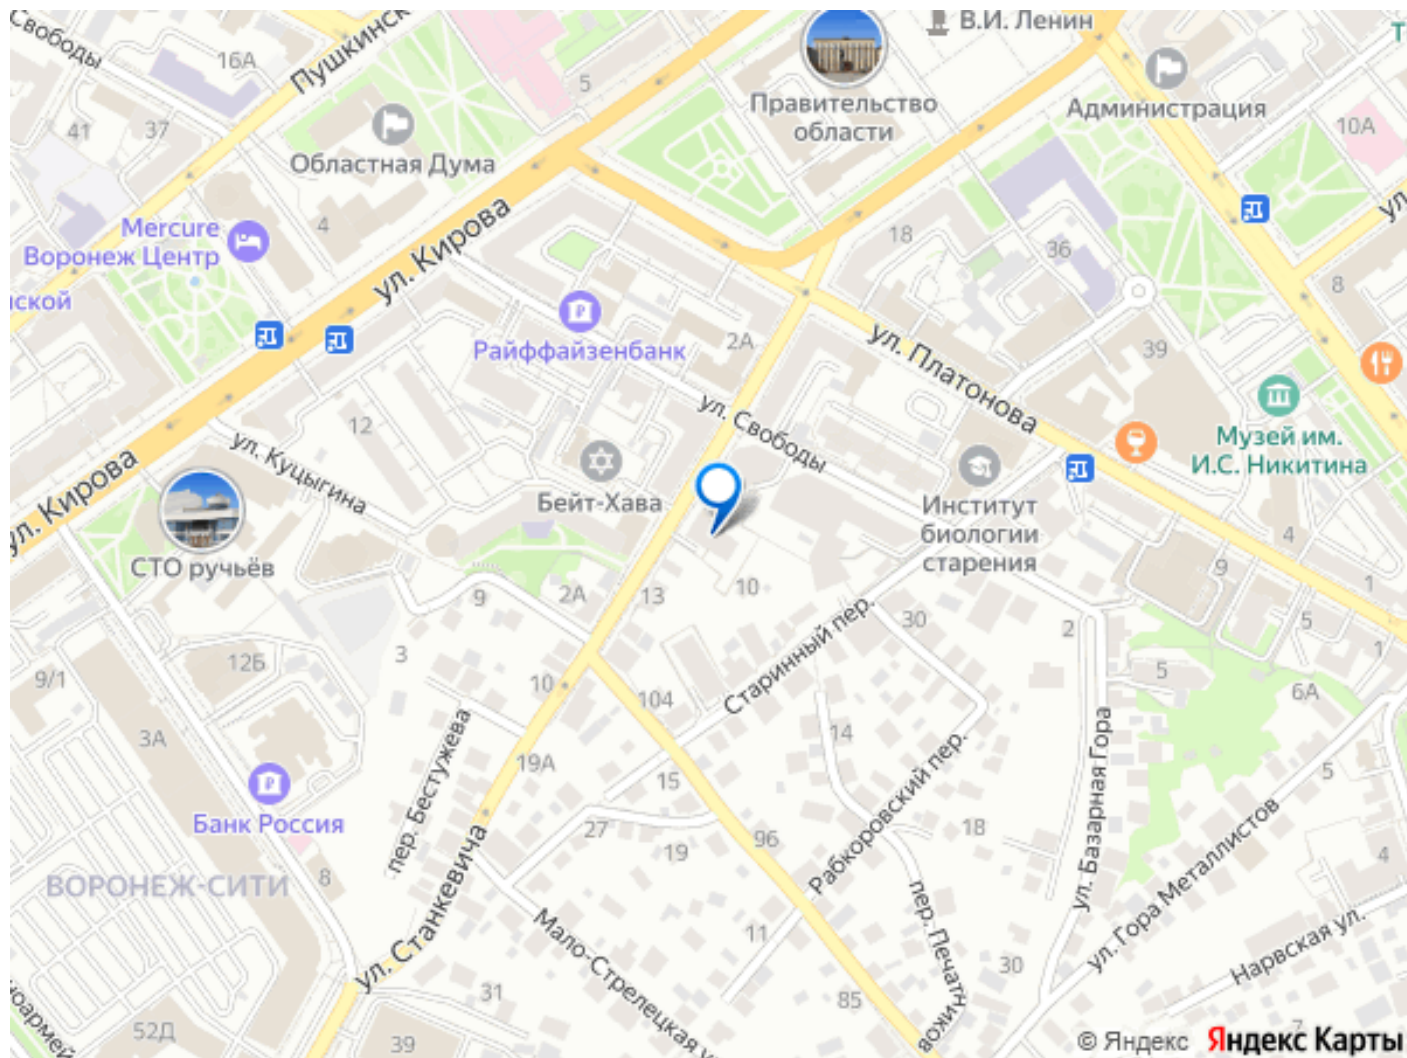 Свободы
16А
Пушкинск
5
В.И. Ленин
Т
Правительство
области
Администрация
10А
41
37
Областная Дума
4
Mercure
Воронеж Центр
ской
ул. Кирова
18
36
ул
8
Райффайзенбанк
2А
ул. Платонова
39
Музей им.
И.С. Никитина
12
ул. Куцыгина
ул. Свободы
Бейт-Хава
Институт
биологии
старения
ул. Кирова
СТО ручьёв
4
9
1
9
2А
13
10
Старинный пер.
30
2
5
5
1
6А
3
12Б
9/1
10
104
14
3А
19А
15
пер. Бестужева
Рабкоровский пер.
ул. Базарная Гора
5
Банк Россия
27
19
96
18
4
ВОРОНЕЖ-СИТИ
8
ул. Станкевича
ул. Гора Металлистов
Мало-Стрелецкая у
11
пер. Печатников
30
Нарвская ул.
31
85
ноармей
52Д
39
7
© Яндекс Яндекс Карты